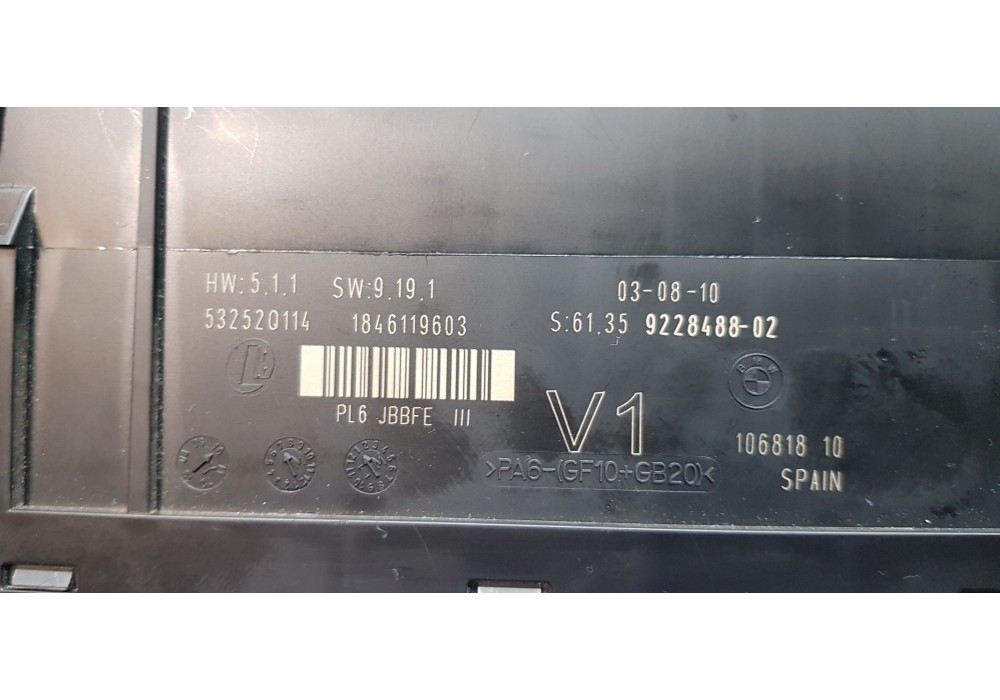 HW:5.1.1 SW:9.19.1 03-08-10
532520114 1846119603 S:61.35 9228488-02
BMW
PL6 JBBFE III
V1
106818 10
>PA6-(GF10+GB20)<
SPAIN